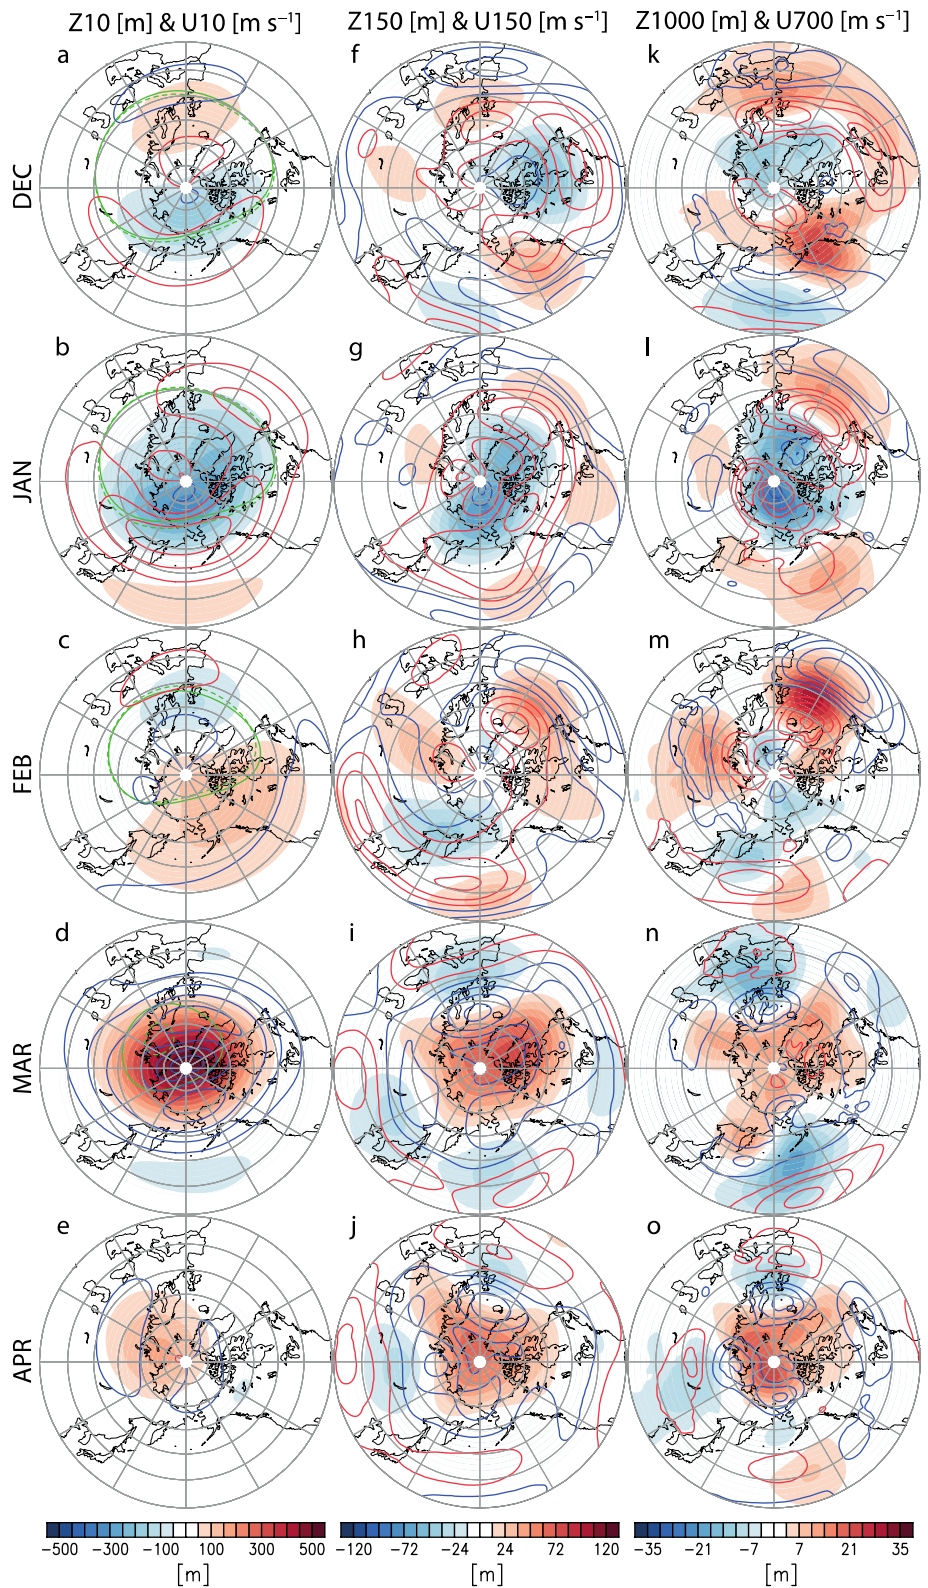 Z10 [m] & U10 [m s⁻¹] Z150 [m] & U150 [m s⁻¹] Z1000 [m] & U700 [m s⁻¹]
a f k
DEC
b g l
JAN
c h m
FEB
d i n
MAR
e j o
APR
−500 −300 −100 100 300 500 −120 −72 −24 24 72 120 −35 −21 −7 7 21 35
[m] [m] [m]